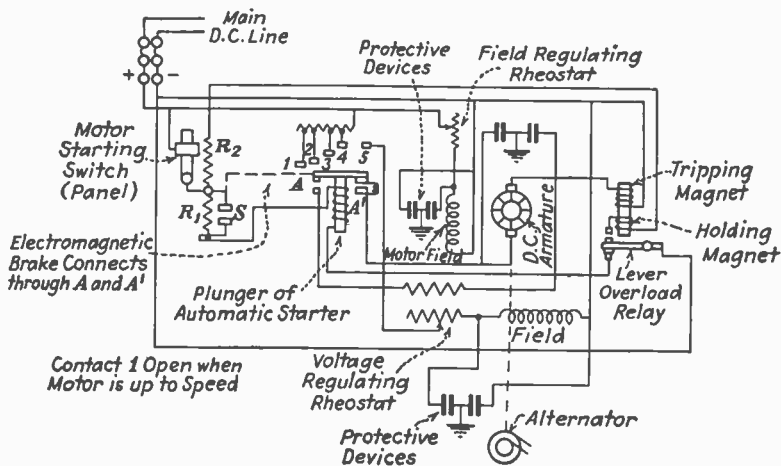 Main
D.C. Line
+ -
Protective
Devices
Field Regulating
Rheostat
Motor
Starting
Switch
(Panel)
R2
R1
S
1 2 3 4 5
A
A'
Motor Field
D.C.
Armature
Tripping
Magnet
Holding
Magnet
Lever
Overload
Relay
Electromagnetic
Brake Connects
through A and A'
Plunger of
Automatic Starter
Field
Voltage
Regulating
Rheostat
Contact 1 Open when
Motor is up to Speed
Protective
Devices
Alternator